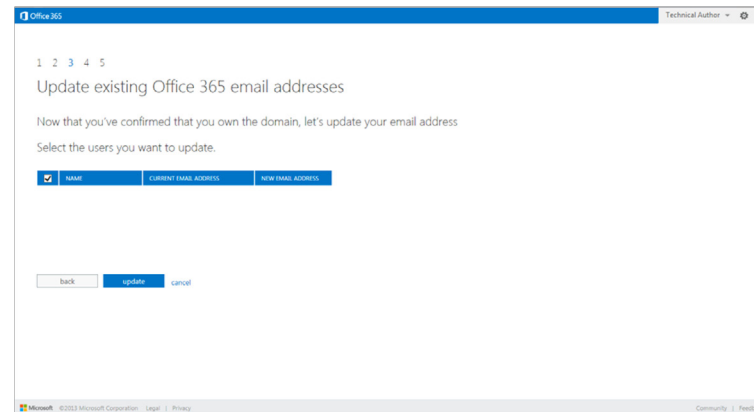 Office 365
Technical Author
1 2 3 4 5
Update existing Office 365 email addresses
Now that you've confirmed that you own the domain, let's update your email address
Select the users you want to update.
NAME CURRENT EMAIL ADDRESS NEW EMAIL ADDRESS
back update cancel
Microsoft ©2013 Microsoft Corporation Legal | Privacy Community |